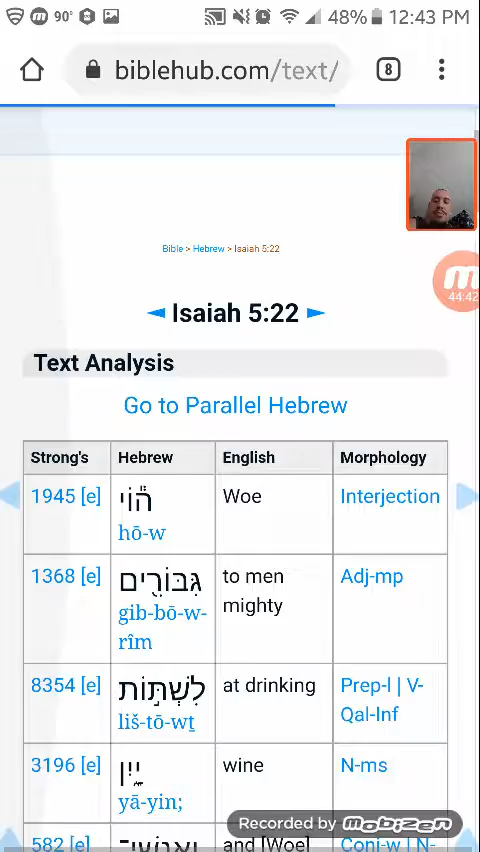 90° 48% 12:43 PM
biblehub.com/text/ 8
Bible > Hebrew > Isaiah 5:22
44:42
Isaiah 5:22
Text Analysis
Go to Parallel Hebrew
Strong's Hebrew English Morphology
1945 [e] ה֕וֹי Woe Interjection
hō-w
1368 [e] גִּבּוֹרִ֖ים to men Adj-mp
gib-bō-w- mighty
rîm
8354 [e] לִשְׁתּ֣וֹת at drinking Prep-l | V-
liš-tō-wṯ Qal-Inf
3196 [e] יָ֑יִן wine N-ms
yā-yin;
Recorded by mobizen
582 [e] וְאַנְשֵׁי־ and [Woe] Conj-w | N-